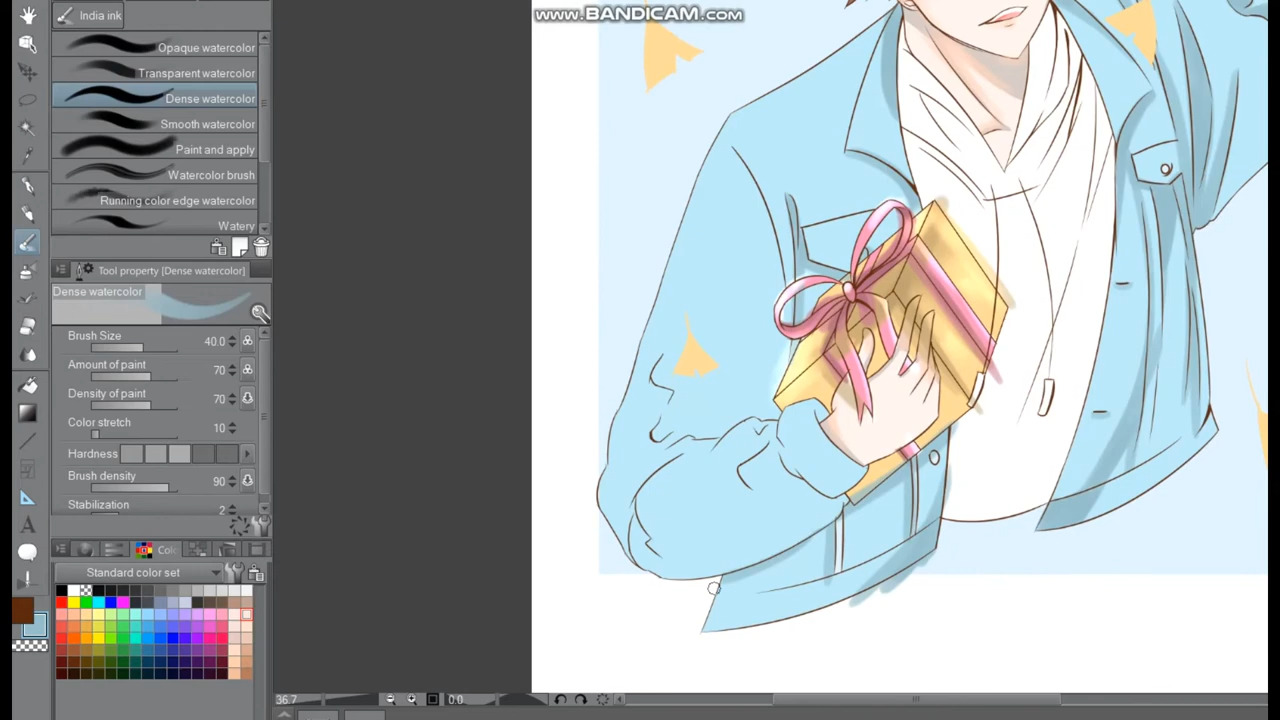 www.BANDICAM.com
India ink
Opaque watercolor
Transparent watercolor
Dense watercolor
Smooth watercolor
Paint and apply
Watercolor brush
Running color edge watercolor
Watery
Tool property [Dense watercolor]
Dense watercolor
Brush Size 40.0
Amount of paint 70
Density of paint 70
Color stretch 10
Hardness
Brush density 90
Stabilization 2
Colo
Standard color set
36.7
0.0